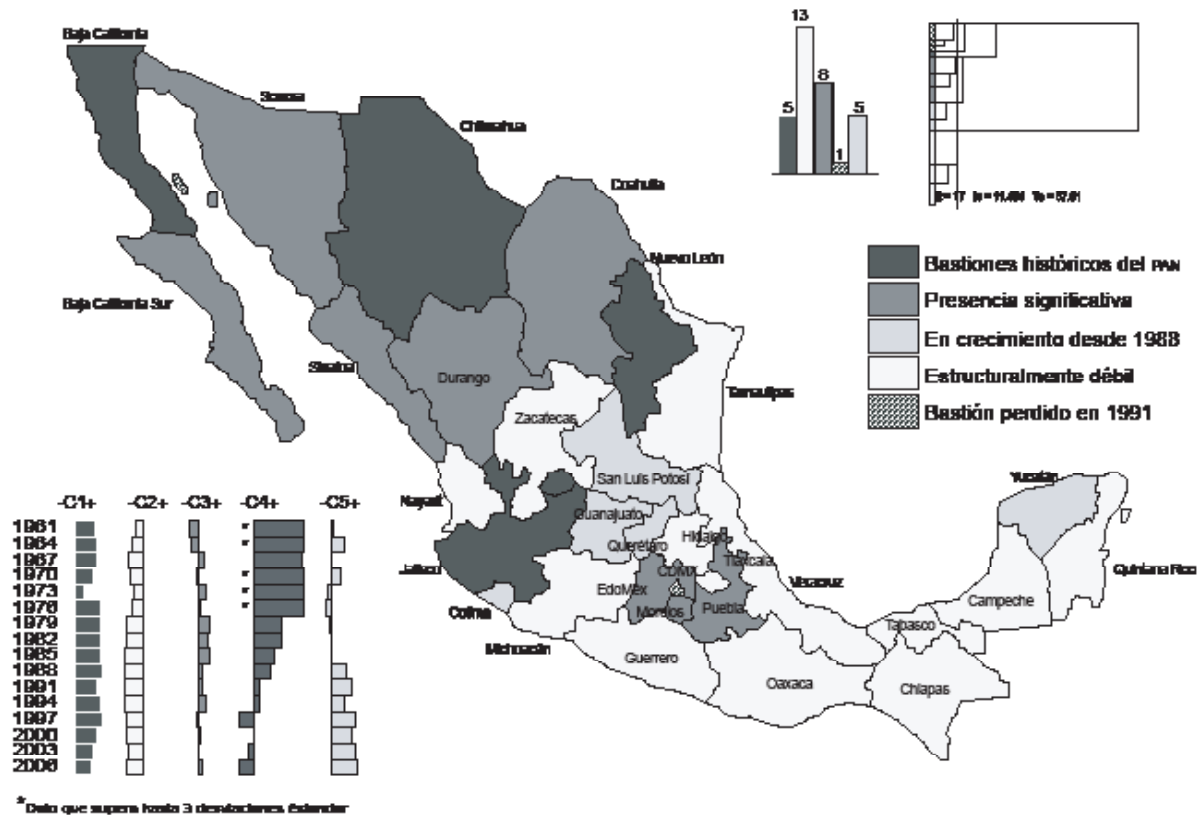 Baja California
Sonora
Chihuahua
Coahuila
Nuevo León
Baja California Sur
Sinaloa
Durango
Zacatecas
Tamaulipas
San Luis Potosí
Nayarit
Guanajuato
Querétaro
Hidalgo
Tlaxcala
Yucatán
Jalisco
CDMX
Veracruz
Quintana Roo
EdoMex
Colima
Morelos
Puebla
Campeche
Tabasco
Michoacán
Guerrero
Oaxaca
Chiapas
13
8
5
5
1
Bastiones históricos del PAN
Presencia significativa
En crecimiento desde 1988
Estructuralmente débil
Bastión perdido en 1991
-C1+ -C2+ -C3+ -C4+ -C5+
1961 *
1964 *
1967
1970 *
1973 *
1976 *
1979
1982
1985
1988
1991
1994
1997
2000
2003
2006
*Dato que supera hasta 3 desviaciones éstandar